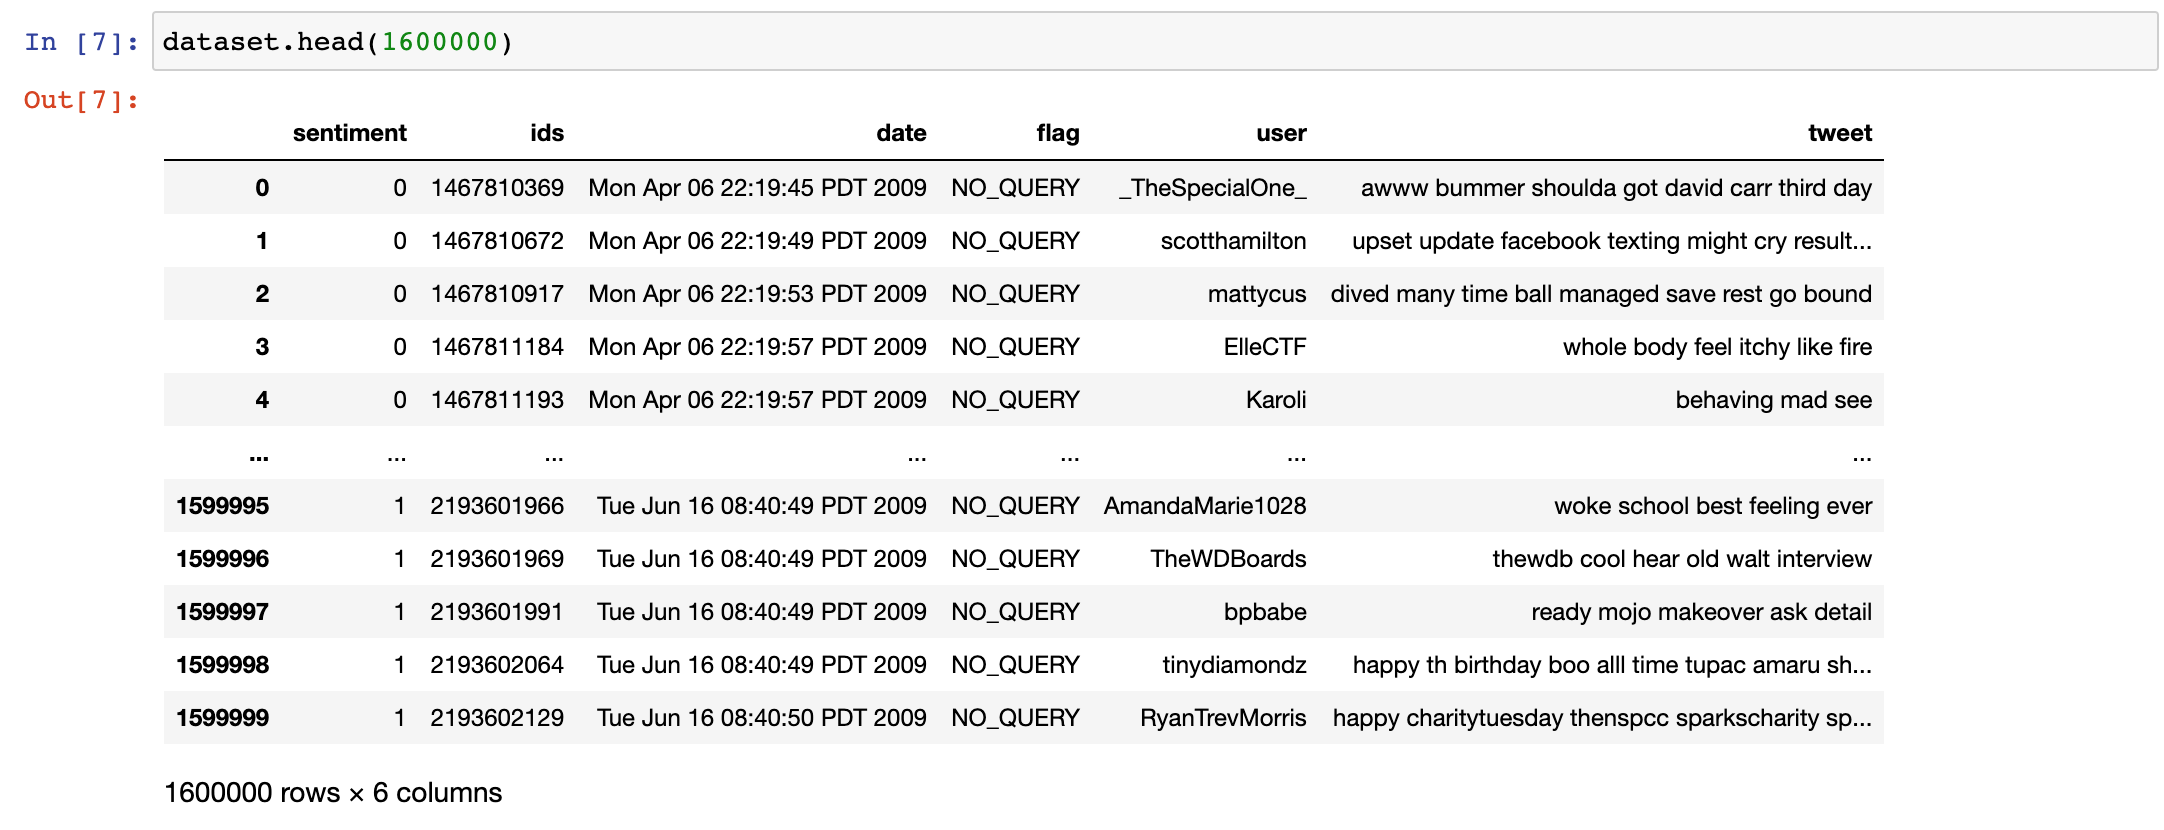 In [7]: dataset.head(1600000)
Out[7]:
sentiment ids date flag user tweet
0 0 1467810369 Mon Apr 06 22:19:45 PDT 2009 NO_QUERY _TheSpecialOne_ awww bummer shoulda got david carr third day
1 0 1467810672 Mon Apr 06 22:19:49 PDT 2009 NO_QUERY scotthamilton upset update facebook texting might cry result...
2 0 1467810917 Mon Apr 06 22:19:53 PDT 2009 NO_QUERY mattycus dived many time ball managed save rest go bound
3 0 1467811184 Mon Apr 06 22:19:57 PDT 2009 NO_QUERY ElleCTF whole body feel itchy like fire
4 0 1467811193 Mon Apr 06 22:19:57 PDT 2009 NO_QUERY Karoli behaving mad see
... ... ... ... ... ... ...
1599995 1 2193601966 Tue Jun 16 08:40:49 PDT 2009 NO_QUERY AmandaMarie1028 woke school best feeling ever
1599996 1 2193601969 Tue Jun 16 08:40:49 PDT 2009 NO_QUERY TheWDBoards thewdb cool hear old walt interview
1599997 1 2193601991 Tue Jun 16 08:40:49 PDT 2009 NO_QUERY bpbabe ready mojo makeover ask detail
1599998 1 2193602064 Tue Jun 16 08:40:49 PDT 2009 NO_QUERY tinydiamondz happy th birthday boo alll time tupac amaru sh...
1599999 1 2193602129 Tue Jun 16 08:40:50 PDT 2009 NO_QUERY RyanTrevMorris happy charitytuesday thenspcc sparkscharity sp...
1600000 rows × 6 columns